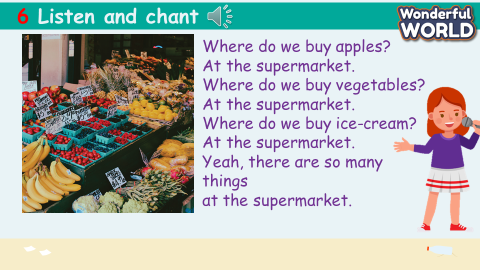 6 Listen and chant
Wonderful
WORLD
Where do we buy apples?
At the supermarket.
Where do we buy vegetables?
At the supermarket.
Where do we buy ice-cream?
At the supermarket.
Yeah, there are so many
things
at the supermarket.